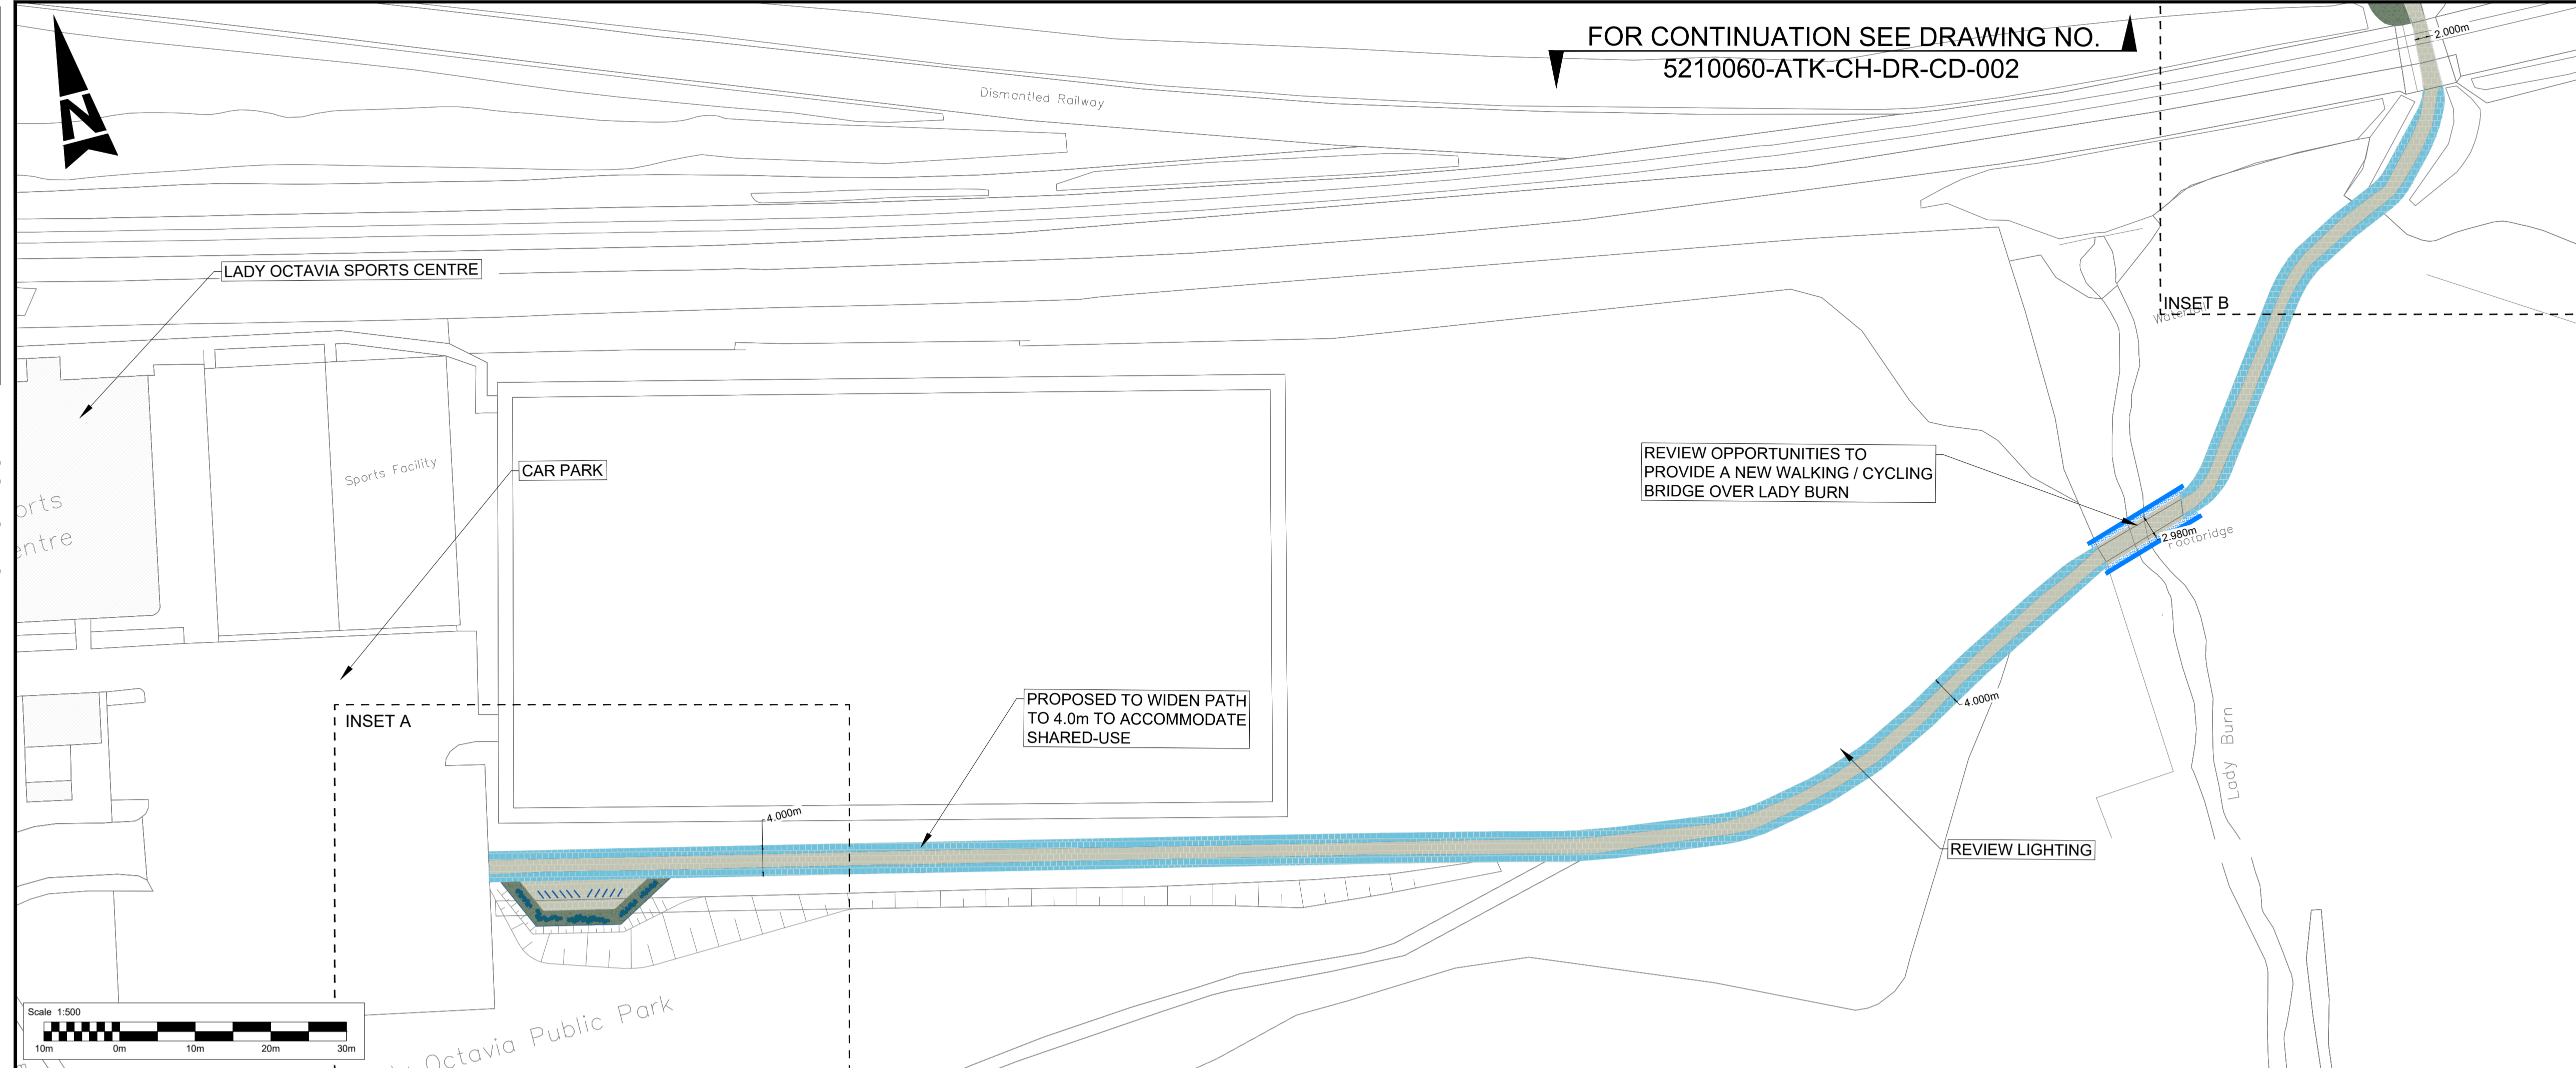 FOR CONTINUATION SEE DRAWING NO.
5210060-ATK-CH-DR-CD-002
2.000m
N
Dismantled Railway
LADY OCTAVIA SPORTS CENTRE
INSET B
CAR PARK
Sports Facility
orts
entre
REVIEW OPPORTUNITIES TO
PROVIDE A NEW WALKING / CYCLING
BRIDGE OVER LADY BURN
2.980m
Footbridge
INSET A
PROPOSED TO WIDEN PATH
TO 4.0m TO ACCOMMODATE
SHARED-USE
4.000m
4.000m
Lady Burn
REVIEW LIGHTING
Octavia Public Park
Scale 1:500
10m 0m 10m 20m 30m